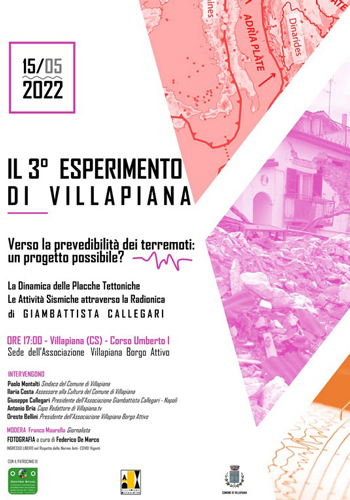 15/05
2022
ADRIA PLATE
Dinarides
IL 3° ESPERIMENTO
DI VILLAPIANA
Verso la prevedibilità dei terremoti:
un progetto possibile?
La Dinamica delle Placche Tettoniche
Le Attività Sismiche attraverso la Radionica
di GIAMBATTISTA CALLEGARI
ORE 17:00 - Villapiana (CS) - Corso Umberto I
Sede dell'Associazione Villapiana Borgo Attivo
INTERVENGONO
Paolo Montalti Sindaco del Comune di Villapiana
Ilaria Costa Assessore alla Cultura del Comune di Villapiana
Giuseppe Callegari Presidente dell'Associazione Giambattista Callegari - Napoli
Antonio Bria Capo Redattore di Villapiana.tv
Oreste Bellini Presidente dell'Associazione Villapiana Borgo Attivo
MODERA Franco Maurella Giornalista
FOTOGRAFIA a cura di Federico De Marco
INGRESSO LIBERO nel Rispetto delle Norme Anti - COVID Vigenti
CON IL PATROCINIO DI
COMUNE DI VILLAPIANA